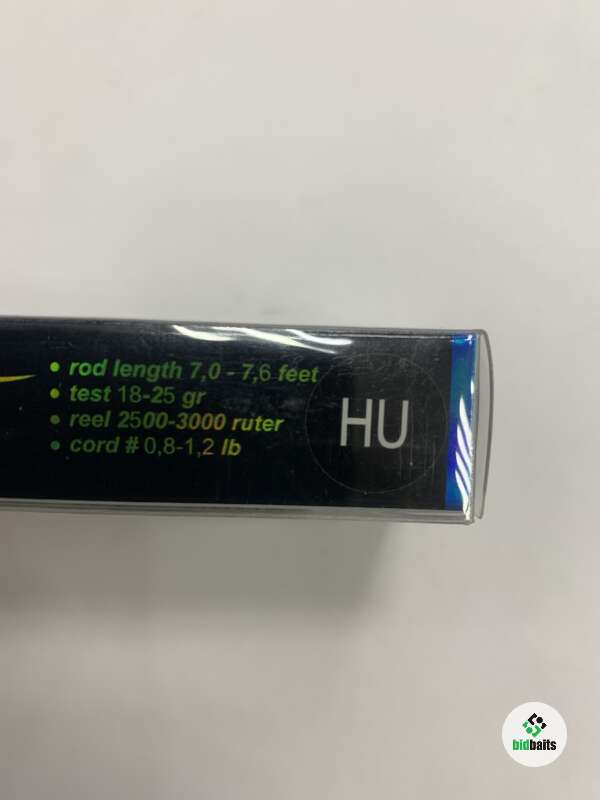 • rod length 7,0 - 7,6 feet
• test 18-25 gr
• reel 2500-3000 ruter
• cord # 0,8-1,2 lb
HU
bidbaits